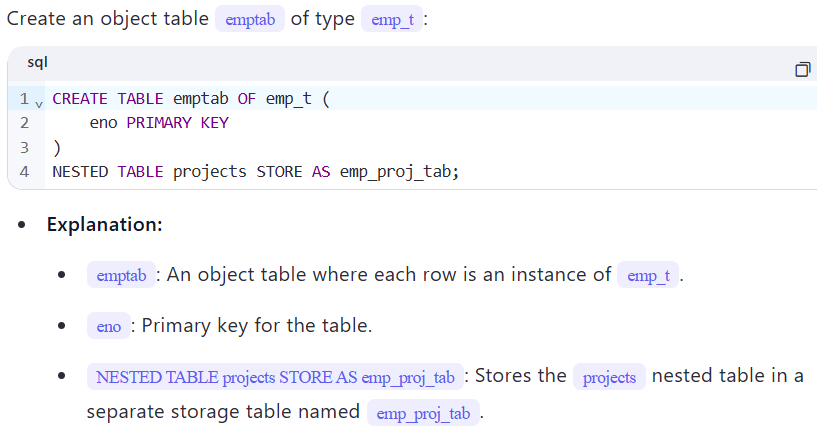 Create an object table emptab of type emp_t :
sql
1 CREATE TABLE emptab OF emp_t (
2     eno PRIMARY KEY
3 )
4 NESTED TABLE projects STORE AS emp_proj_tab;
• Explanation:
• emptab : An object table where each row is an instance of emp_t .
• eno : Primary key for the table.
• NESTED TABLE projects STORE AS emp_proj_tab : Stores the projects nested table in a
separate storage table named emp_proj_tab .